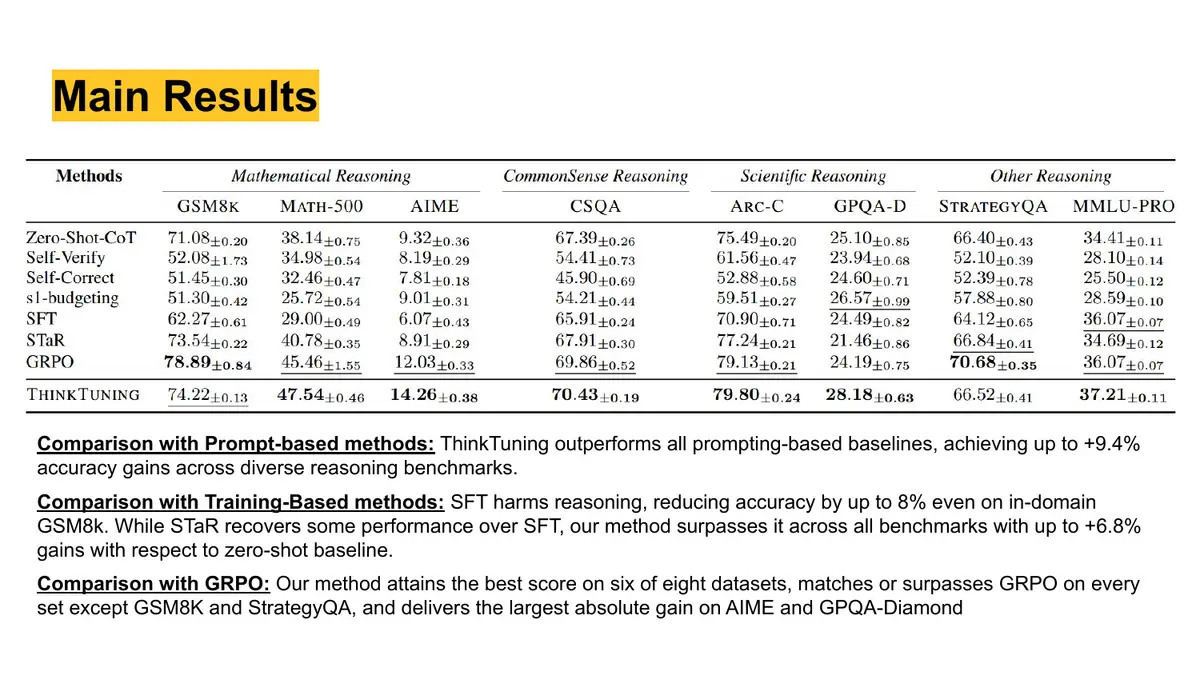 Main Results
Methods Mathematical Reasoning CommonSense Reasoning Scientific Reasoning Other Reasoning
GSM8K MATH-500 AIME CSQA ARC-C GPQA-D STRATEGYQA MMLU-PRO
Zero-Shot-CoT 71.08±0.20 38.14±0.75 9.32±0.36 67.39±0.26 75.49±0.20 25.10±0.85 66.40±0.43 34.41±0.11
Self-Verify 52.08±1.73 34.98±0.54 8.19±0.29 54.41±0.73 61.56±0.47 23.94±0.68 52.10±0.39 28.10±0.14
Self-Correct 51.45±0.30 32.46±0.47 7.81±0.18 45.90±0.69 52.88±0.58 24.60±0.71 52.39±0.78 25.50±0.12
s1-budgeting 51.30±0.42 25.72±0.54 9.01±0.31 54.21±0.44 59.51±0.27 26.57±0.99 57.88±0.80 28.59±0.10
SFT 62.27±0.61 29.00±0.49 6.07±0.43 65.91±0.24 70.90±0.71 24.49±0.82 64.12±0.65 36.07±0.07
STaR 73.54±0.22 40.78±0.35 8.91±0.29 67.91±0.30 77.24±0.21 21.46±0.86 66.84±0.41 34.69±0.12
GRPO 78.89±0.84 45.46±1.55 12.03±0.33 69.86±0.52 79.13±0.21 24.19±0.75 70.68±0.35 36.07±0.07
THINKTUNING 74.22±0.13 47.54±0.46 14.26±0.38 70.43±0.19 79.80±0.24 28.18±0.63 66.52±0.41 37.21±0.11
Comparison with Prompt-based methods: ThinkTuning outperforms all prompting-based baselines, achieving up to +9.4%
accuracy gains across diverse reasoning benchmarks.
Comparison with Training-Based methods: SFT harms reasoning, reducing accuracy by up to 8% even on in-domain
GSM8k. While STaR recovers some performance over SFT, our method surpasses it across all benchmarks with up to +6.8%
gains with respect to zero-shot baseline.
Comparison with GRPO: Our method attains the best score on six of eight datasets, matches or surpasses GRPO on every
set except GSM8K and StrategyQA, and delivers the largest absolute gain on AIME and GPQA-Diamond